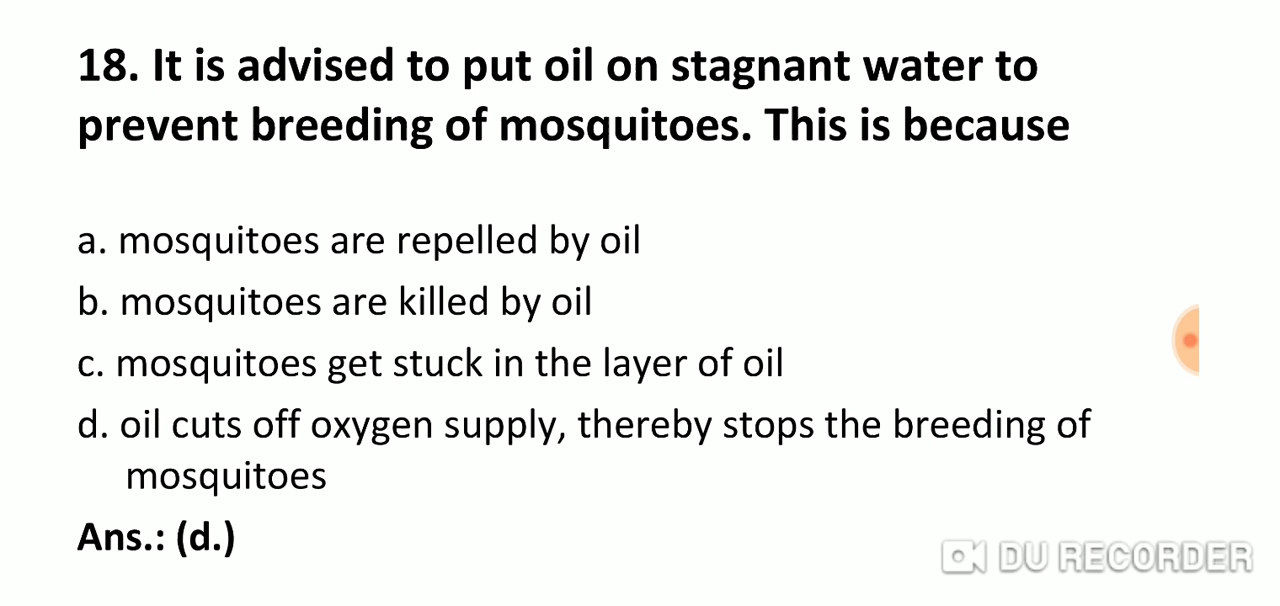 18. It is advised to put oil on stagnant water to
prevent breeding of mosquitoes. This is because
a. mosquitoes are repelled by oil
b. mosquitoes are killed by oil
c. mosquitoes get stuck in the layer of oil
d. oil cuts off oxygen supply, thereby stops the breeding of
mosquitoes
Ans.: (d.)
DU RECORDER